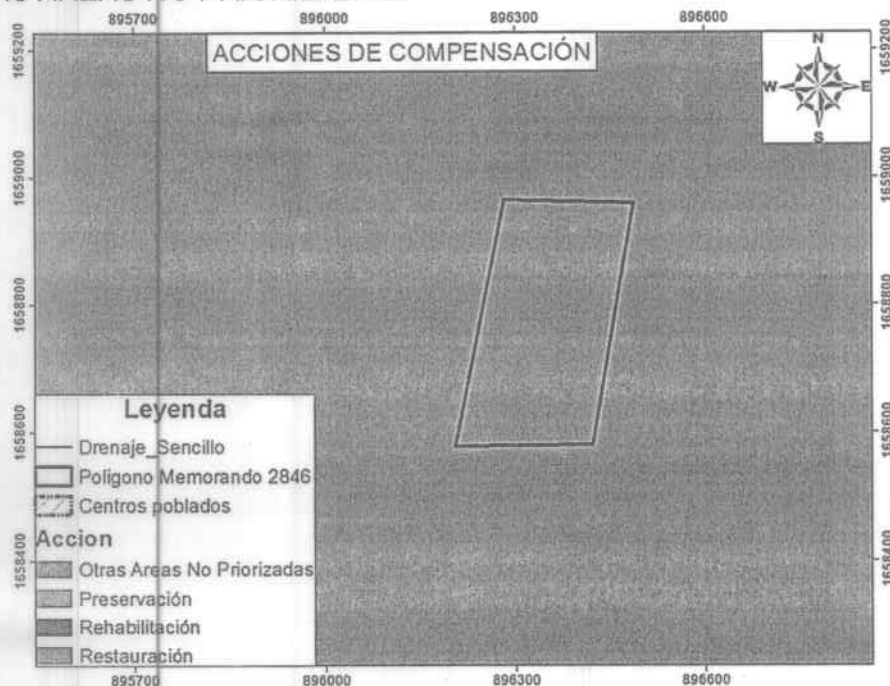 895700 896000 896300 896600
ACCIONES DE COMPENSACIÓN
N
W E
S
1659200 1659200
1659000 1659000
1658800 1658800
1658600 1658600
1658400 1658400
Leyenda
Drenaje_Sencillo
Poligono Memorando 2846
Centros poblados
Accion
Otras Areas No Priorizadas
Preservación
Rehabilitación
Restauración
895700 896000 896300 896600